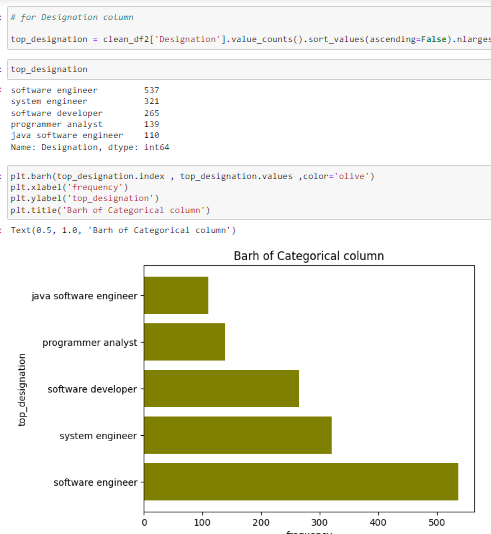 # for Designation column
top_designation = clean_df2['Designation'].value_counts().sort_values(ascending=False).nlarges
top_designation
software engineer 537
system engineer 321
software developer 265
programmer analyst 139
java software engineer 110
Name: Designation, dtype: int64
plt.barh(top_designation.index , top_designation.values ,color='olive')
plt.xlabel('frequency')
plt.ylabel('top_designation')
plt.title('Barh of Categorical column')
Text(0.5, 1.0, 'Barh of Categorical column')
Barh of Categorical column
java software engineer
programmer analyst
software developer
system engineer
software engineer
top_designation
0 100 200 300 400 500